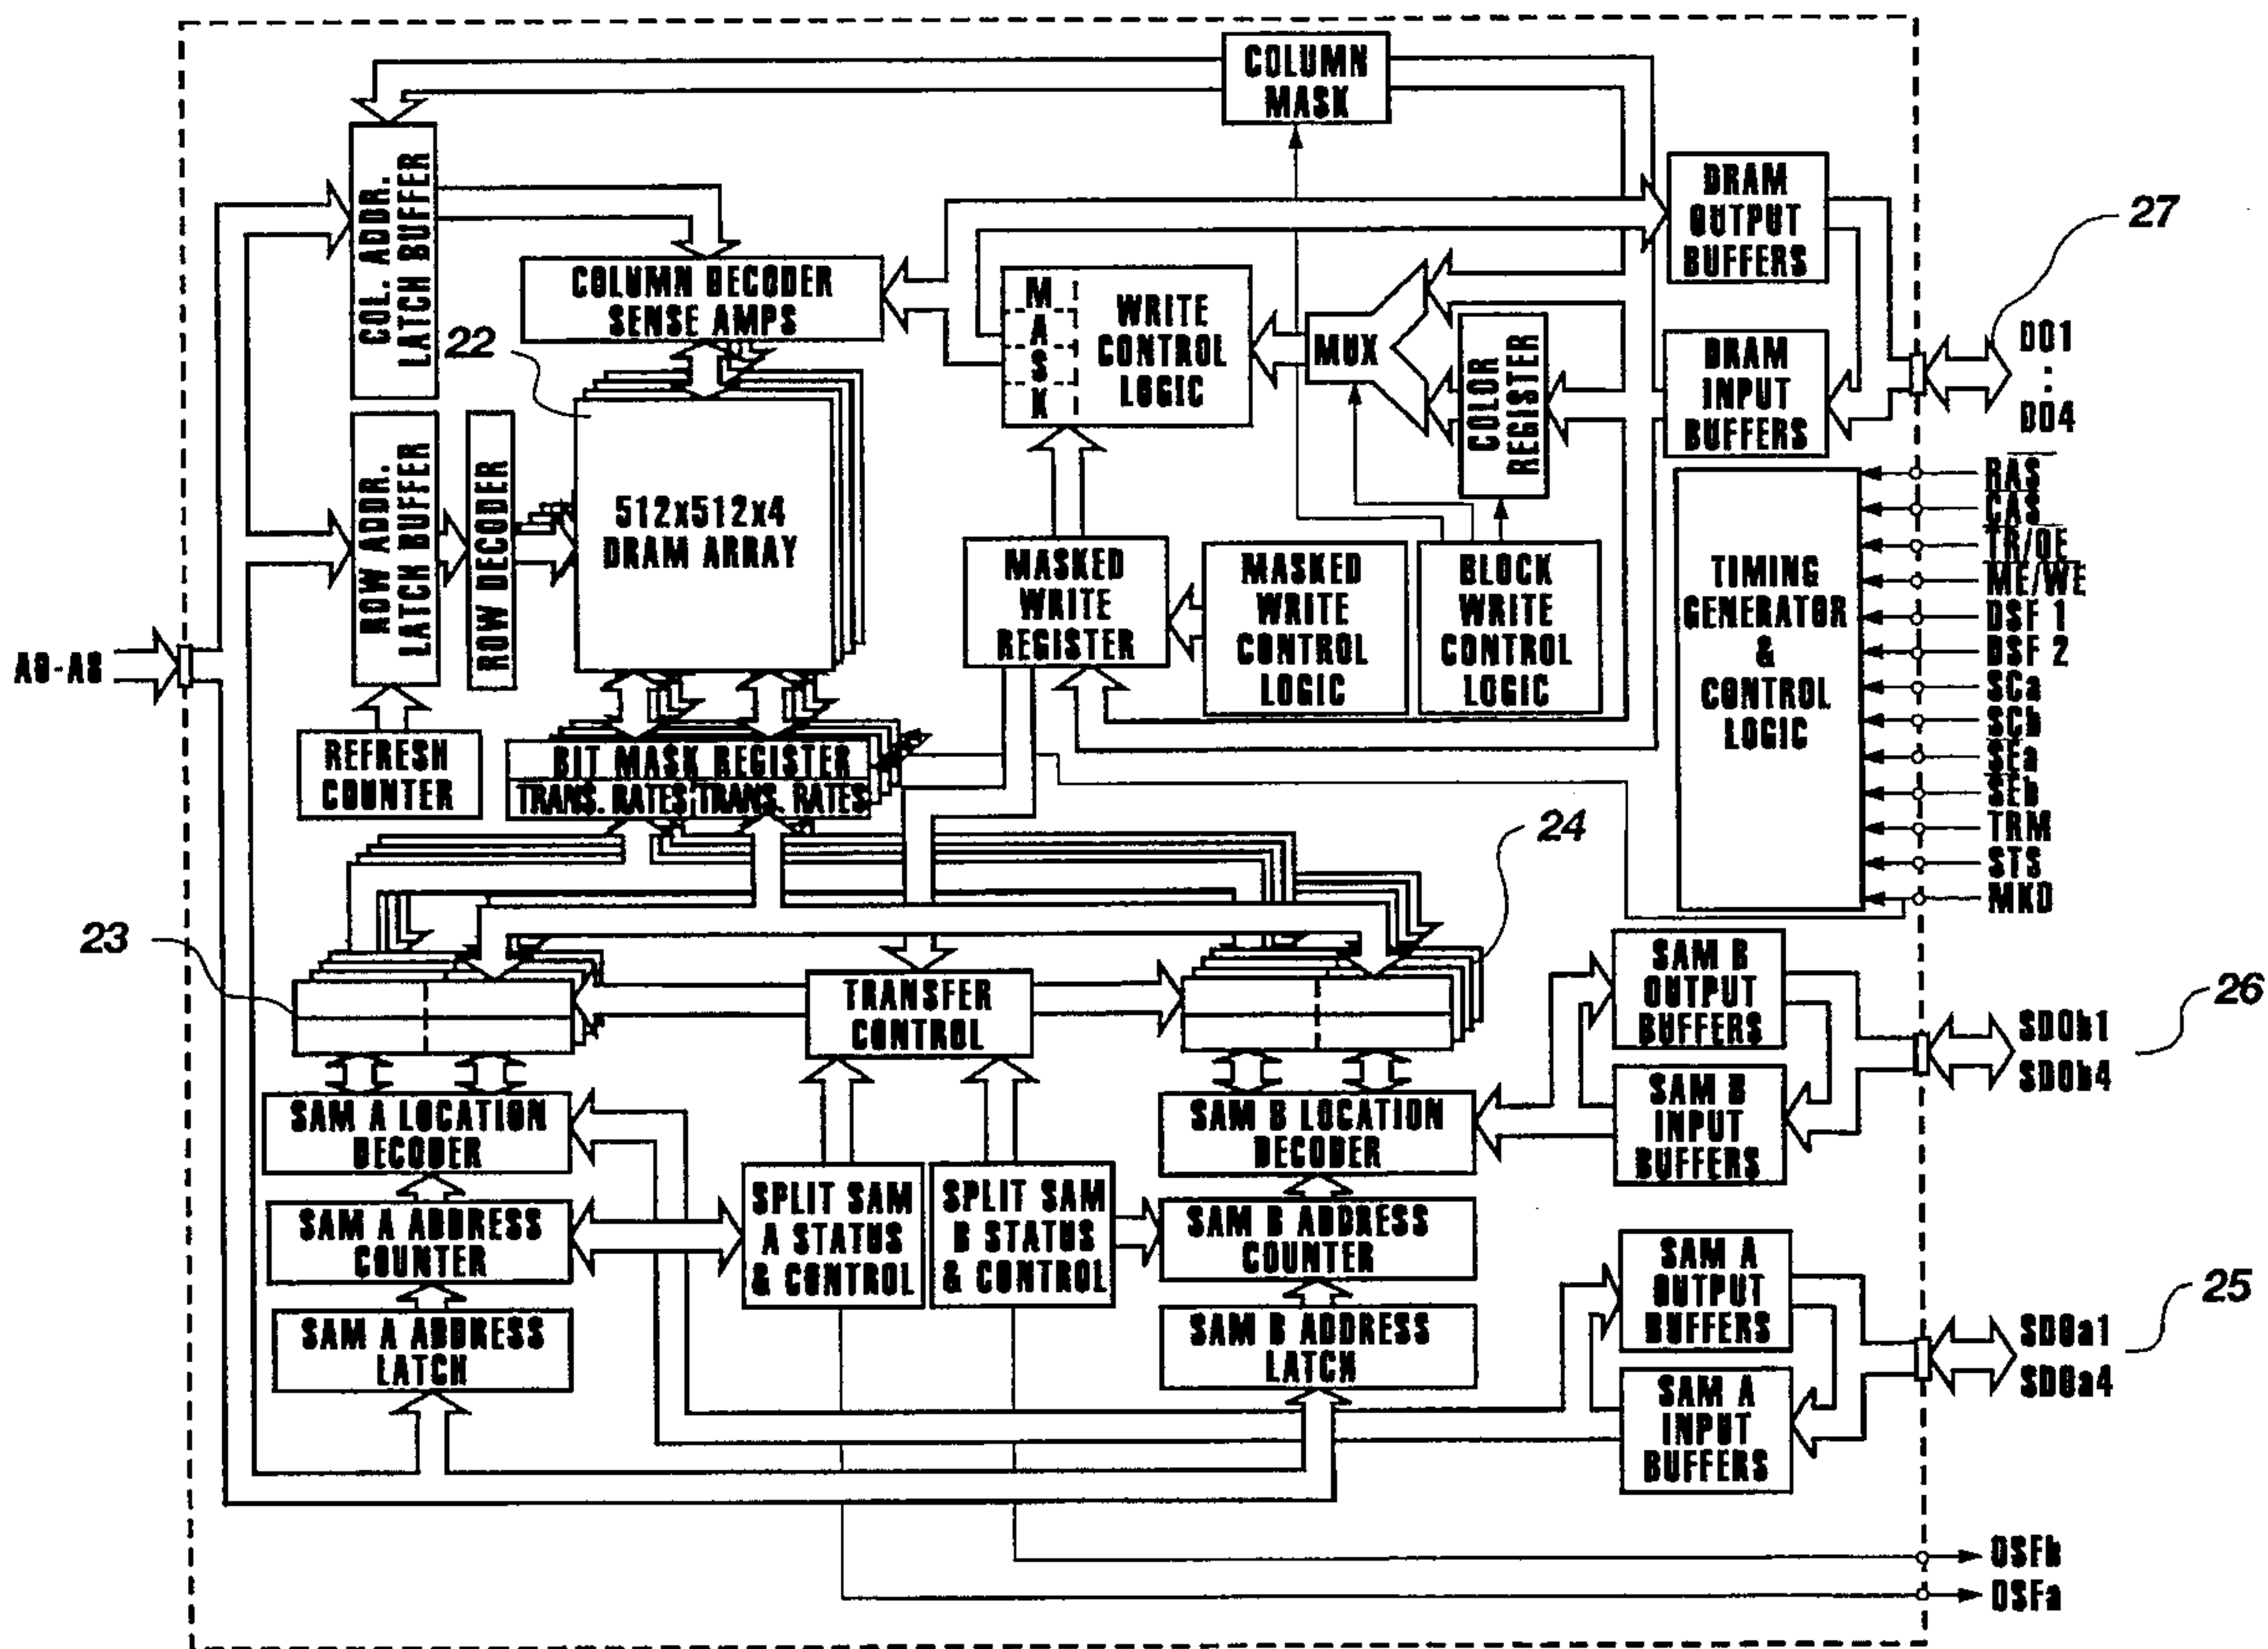 COLUMN
MASK
COL. ADDR.
LATCH BUFFER
DRAM
OUTPUT
BUFFERS
27
COLUMN DECODER
SENSE AMPS
MASK
WRITE
CONTROL
LOGIC
MUX
COLOR
REGISTER
DRAM
INPUT
BUFFERS
DQ1
:
DQ4
22
ROW ADDR.
LATCH BUFFER
ROW DECODER
512x512x4
DRAM ARRAY
MASKED
WRITE
REGISTER
MASKED
WRITE
CONTROL
LOGIC
BLOCK
WRITE
CONTROL
LOGIC
TIMING
GENERATOR
&
CONTROL
LOGIC
RAS
CAS
TR/OE
ME/WE
DSF 1
DSF 2
SCa
SCb
SEa
SEb
TRM
STS
MKD
A0-A8
REFRESH
COUNTER
BIT MASK REGISTER
TRANS. RATES TRANS. RATES
24
23
TRANSFER
CONTROL
SAM B
OUTPUT
BUFFERS
26
SDQb1
SDQb4
SAM B
INPUT
BUFFERS
SAM A LOCATION
DECODER
SAM B LOCATION
DECODER
SPLIT SAM
A STATUS
& CONTROL
SPLIT SAM
B STATUS
& CONTROL
SAM A ADDRESS
COUNTER
SAM B ADDRESS
COUNTER
SAM A
OUTPUT
BUFFERS
25
SDQa1
SDQa4
SAM A ADDRESS
LATCH
SAM B ADDRESS
LATCH
SAM A
INPUT
BUFFERS
QSFb
QSFa